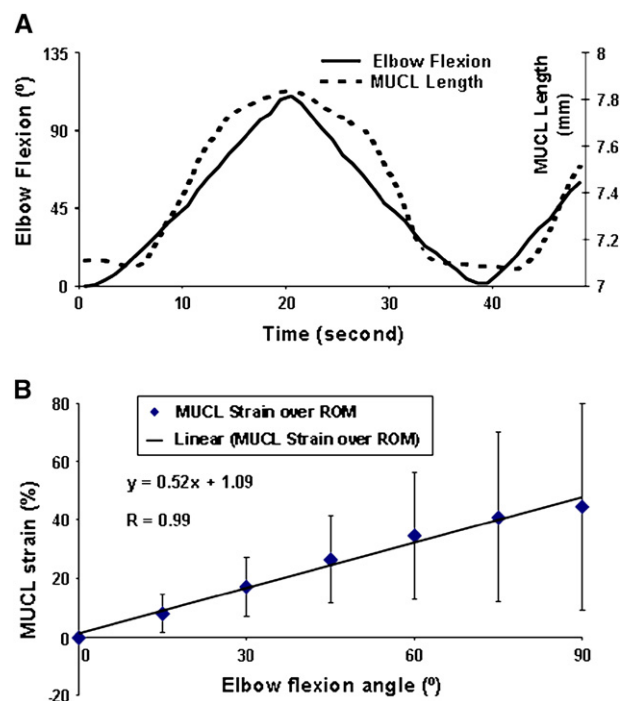 A
135
90
45
0
Elbow Flexion (º)
Elbow Flexion
MUCL Length
8
7.8
7.6
7.4
7.2
7
MUCL Length
(mm)
0
10
20
30
40
Time (second)
B
80
60
40
20
0
-20
MUCL strain (%)
MUCL Strain over ROM
Linear (MUCL Strain over ROM)
y = 0.52x + 1.09
R = 0.99
0
30
60
90
Elbow flexion angle (º)